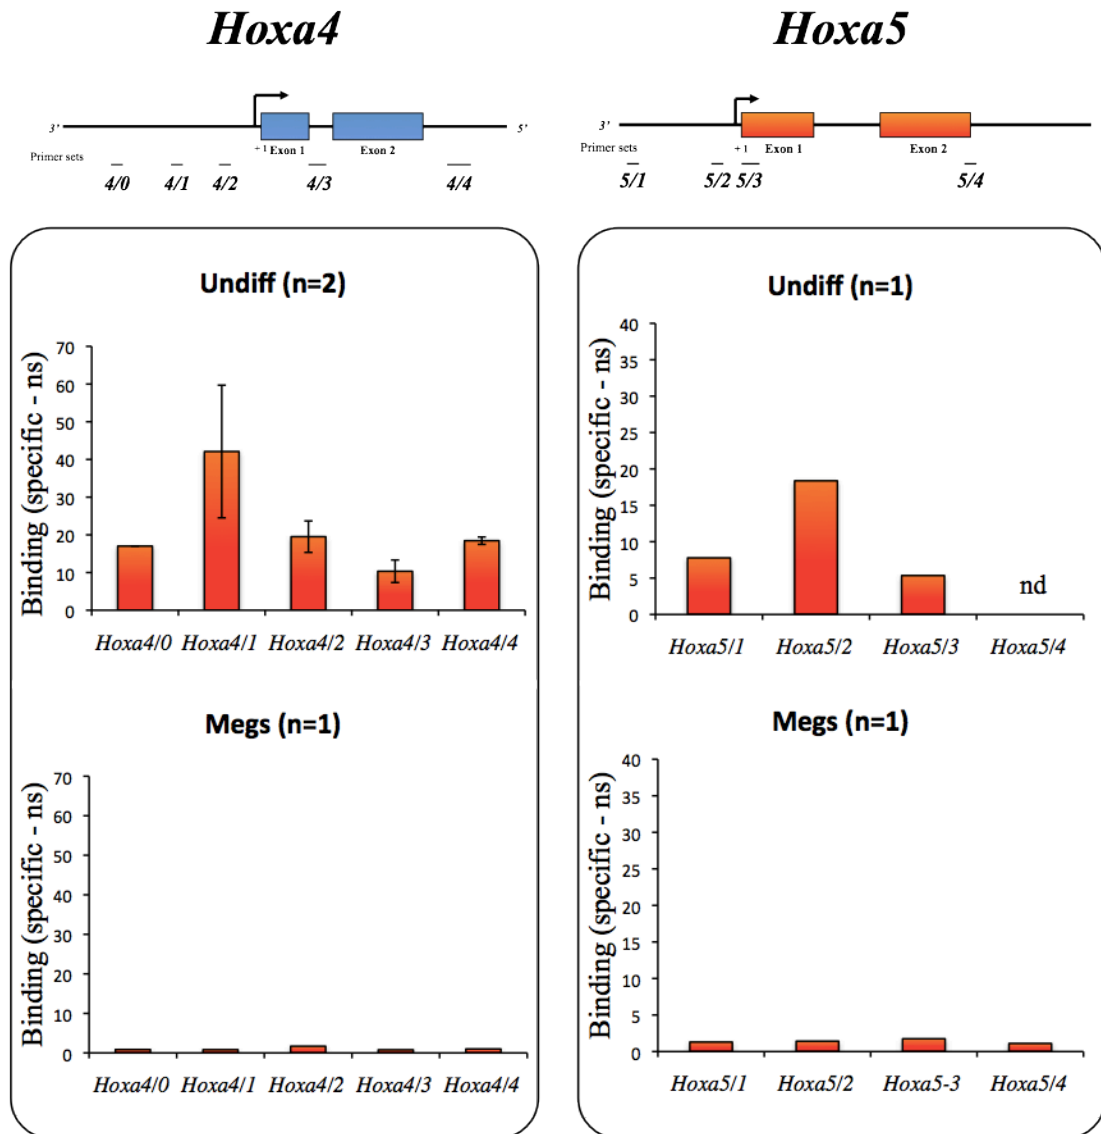 Hoxa4
3' 5'
+ 1 Exon 1 Exon 2
Primer sets
4/0 4/1 4/2 4/3 4/4
Undiff (n=2)
Binding (specific - ns)
70
60
50
40
30
20
10
0
Hoxa4/0 Hoxa4/1 Hoxa4/2 Hoxa4/3 Hoxa4/4
Megs (n=1)
Binding (specific - ns)
70
60
50
40
30
20
10
0
Hoxa4/0 Hoxa4/1 Hoxa4/2 Hoxa4/3 Hoxa4/4
Hoxa5
3'
Primer sets + 1 Exon 1 Exon 2
5/1 5/2 5/3 5/4
Undiff (n=1)
Binding (specific - ns)
40
35
30
25
20
15
10
5
0
nd
Hoxa5/1 Hoxa5/2 Hoxa5/3 Hoxa5/4
Megs (n=1)
Binding (specific - ns)
40
35
30
25
20
15
10
5
0
Hoxa5/1 Hoxa5/2 Hoxa5-3 Hoxa5/4